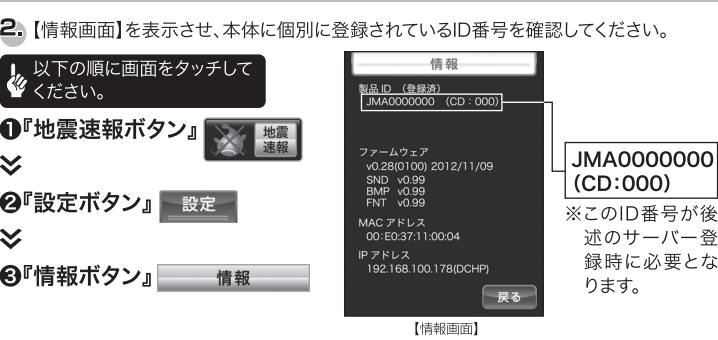 2.【情報画面】を表示させ、本体に個別に登録されているID番号を確認してください。
以下の順に画面をタッチして
ください。
❶『地震速報ボタン』
地震
速報
❷『設定ボタン』
設定
❸『情報ボタン』
情報
情報
製品 ID （登録済）
JMA0000000 （CD：000）
ファームウェア
v0.28(0100) 2012/11/09
SND v0.99
BMP v0.99
FNT v0.99
MAC アドレス
00:E0:37:11:00:04
IP アドレス
192.168.100.178(DCHP)
戻る
【情報画面】
JMA0000000
(CD：000)
※このID番号が後
述のサーバー登
録時に必要とな
ります。